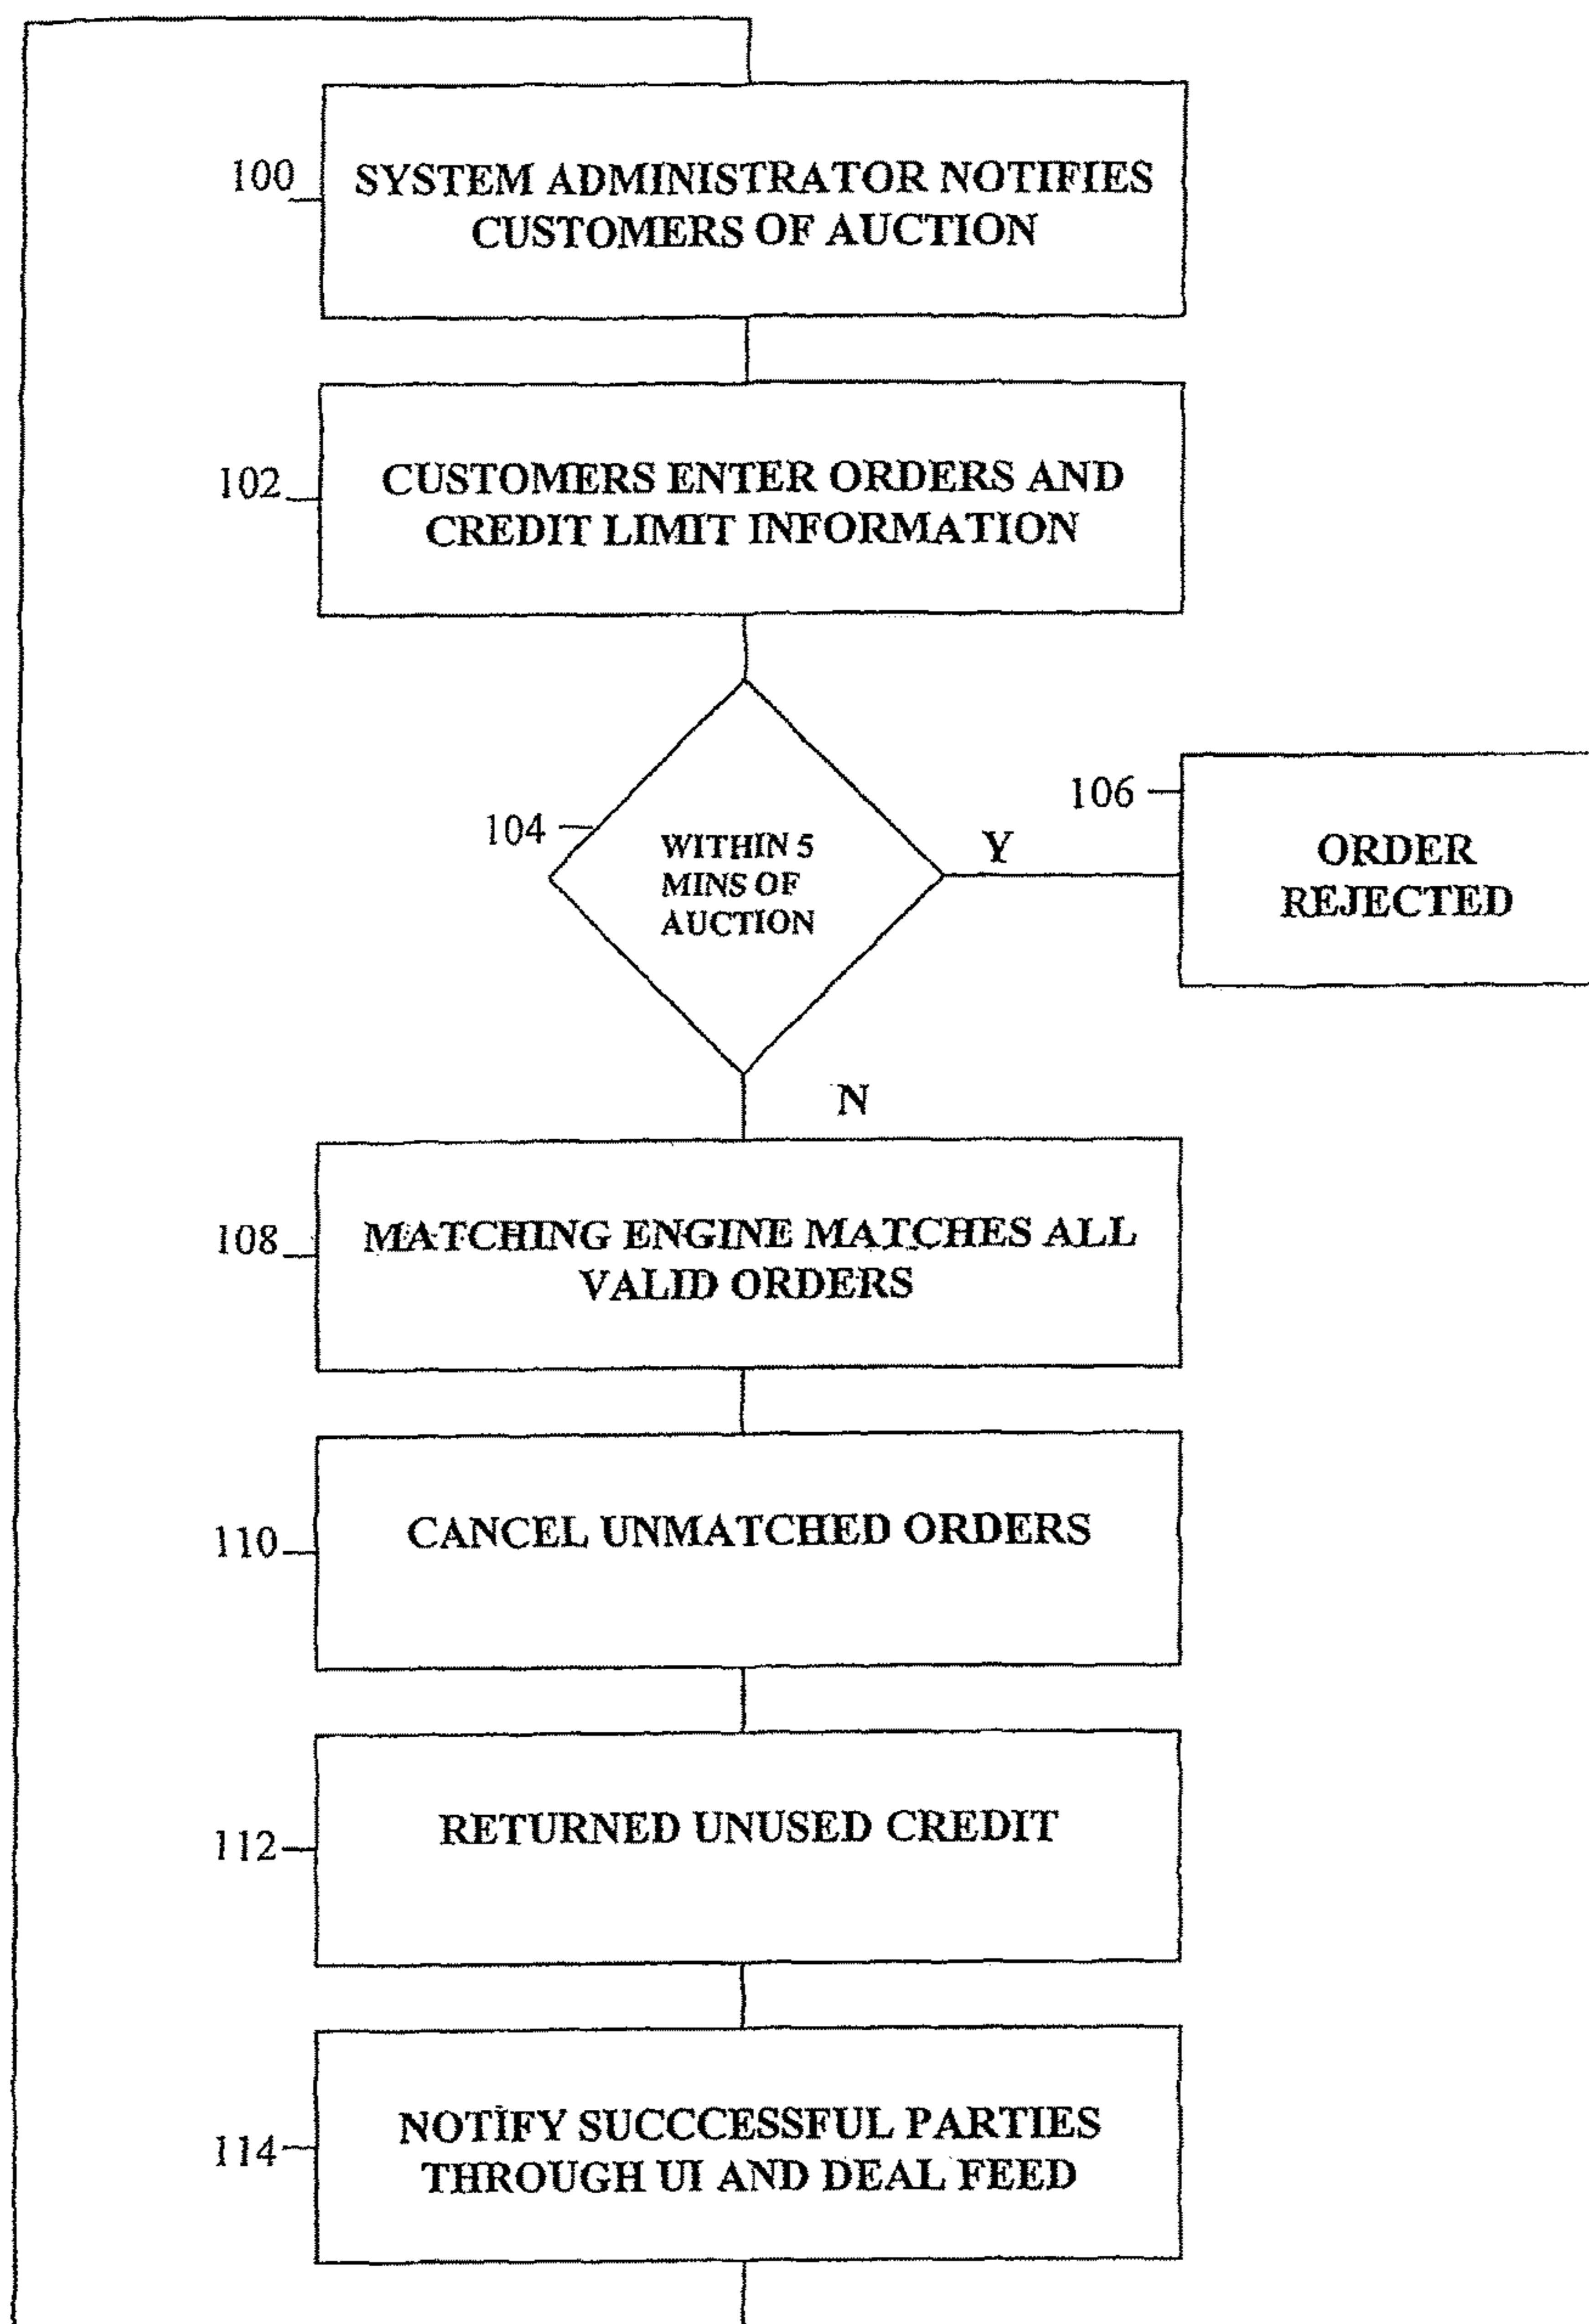 100
SYSTEM ADMINISTRATOR NOTIFIES
CUSTOMERS OF AUCTION
102
CUSTOMERS ENTER ORDERS AND
CREDIT LIMIT INFORMATION
104
WITHIN 5
MINS OF
AUCTION
Y
106
ORDER
REJECTED
N
108
MATCHING ENGINE MATCHES ALL
VALID ORDERS
110
CANCEL UNMATCHED ORDERS
112
RETURNED UNUSED CREDIT
114
NOTIFY SUCCCESSFUL PARTIES
THROUGH UI AND DEAL FEED